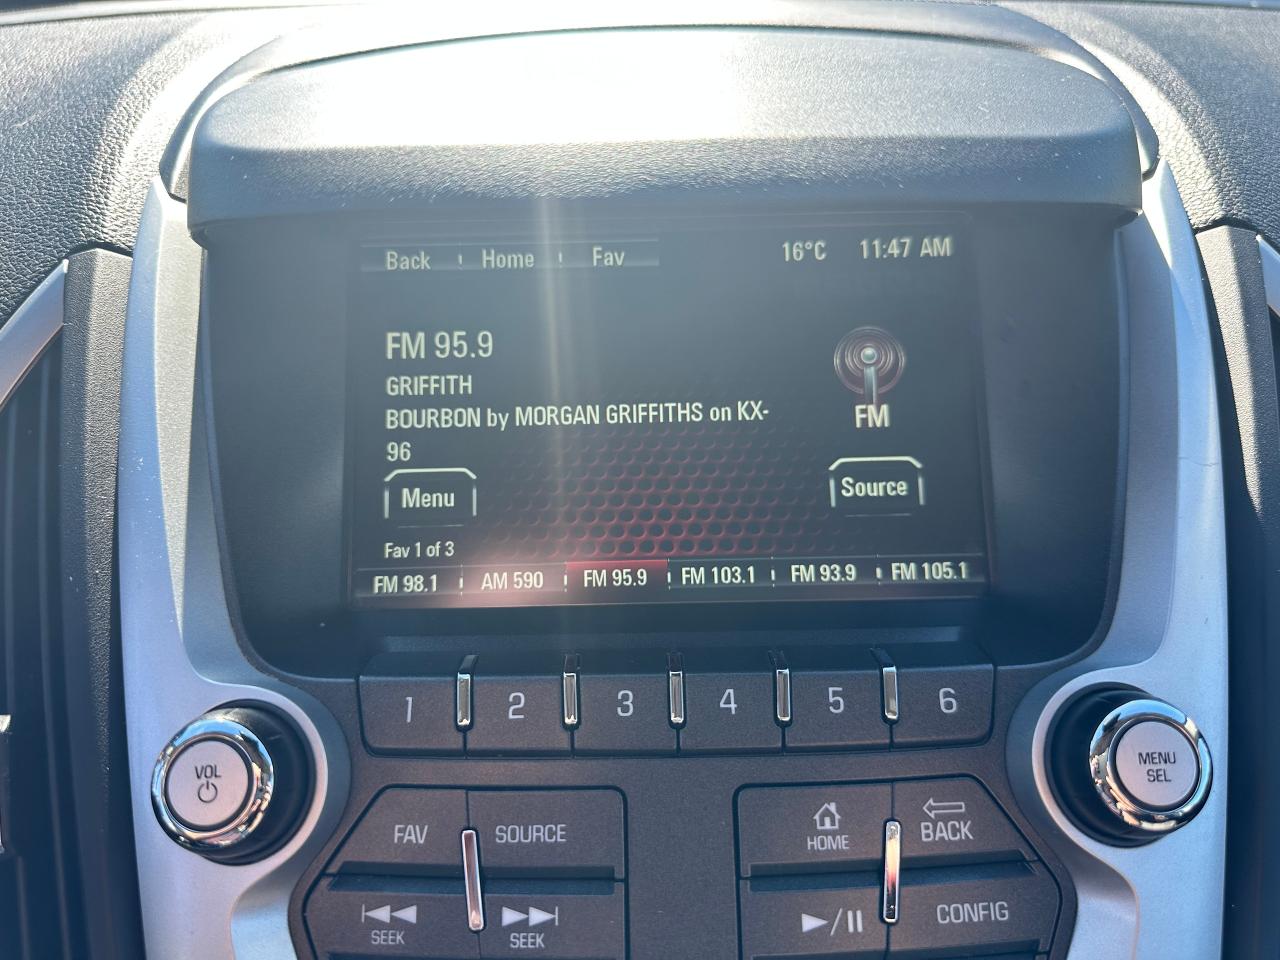 Back Home Fav 16°C 11:47 AM
FM 95.9
GRIFFITH
BOURBON by MORGAN GRIFFITHS on KX-
96
FM
Menu
Source
Fav 1 of 3
FM 98.1 AM 590 FM 95.9 FM 103.1 FM 93.9 FM 105.1
1 2 3 4 5 6
VOL
MENU
SEL
FAV SOURCE
HOME
BACK
SEEK
SEEK
CONFIG